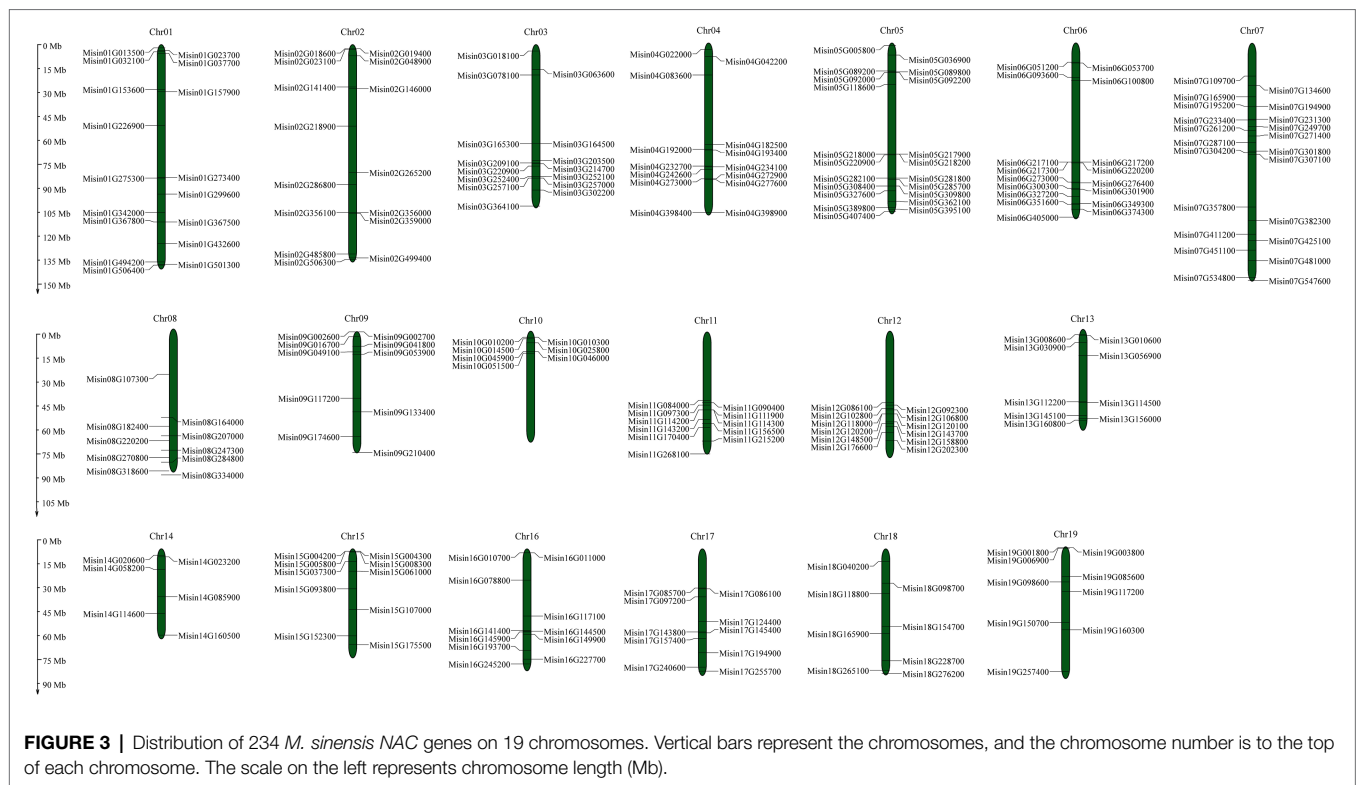 Chr01 Chr02 Chr03 Chr04 Chr05 Chr06 Chr07
0 Mb
15 Mb
30 Mb
45 Mb
60 Mb
75 Mb
90 Mb
105 Mb
120 Mb
135 Mb
150 Mb
Misin01G013500
Misin01G032100
Misin01G153600
Misin01G226900
Misin01G275300
Misin01G342000
Misin01G367800
Misin01G494200
Misin01G506400
Misin01G023700
Misin01G037700
Misin01G157900
Misin01G273400
Misin01G299600
Misin01G367500
Misin01G432600
Misin01G501300
Misin02G018600
Misin02G023100
Misin02G141400
Misin02G218900
Misin02G286800
Misin02G356100
Misin02G485800
Misin02G506300
Misin02G019400
Misin02G048900
Misin02G146000
Misin02G265200
Misin02G356000
Misin02G359000
Misin02G499400
Misin03G018100
Misin03G078100
Misin03G165300
Misin03G209100
Misin03G220900
Misin03G252400
Misin03G257100
Misin03G364100
Misin03G063600
Misin03G164500
Misin03G203500
Misin03G214700
Misin03G252100
Misin03G257000
Misin03G302200
Misin04G022000
Misin04G083600
Misin04G192000
Misin04G232700
Misin04G242600
Misin04G273000
Misin04G398400
Misin04G042200
Misin04G182500
Misin04G193400
Misin04G234100
Misin04G272900
Misin04G277600
Misin04G398900
Misin05G005800
Misin05G089200
Misin05G092000
Misin05G118600
Misin05G218000
Misin05G220900
Misin05G282100
Misin05G308400
Misin05G327600
Misin05G389800
Misin05G407400
Misin05G036900
Misin05G089800
Misin05G092200
Misin05G217900
Misin05G218200
Misin05G281800
Misin05G285700
Misin05G309800
Misin05G362100
Misin05G395100
Misin06G051200
Misin06G093600
Misin06G217100
Misin06G217300
Misin06G273000
Misin06G300300
Misin06G327200
Misin06G351600
Misin06G405000
Misin06G053700
Misin06G100800
Misin06G217200
Misin06G220200
Misin06G276400
Misin06G301900
Misin06G349300
Misin06G374300
Misin07G109700
Misin07G165900
Misin07G195200
Misin07G233400
Misin07G261200
Misin07G287100
Misin07G304200
Misin07G357800
Misin07G411200
Misin07G451100
Misin07G534800
Misin07G134600
Misin07G194900
Misin07G231300
Misin07G249700
Misin07G271400
Misin07G301800
Misin07G307100
Misin07G382300
Misin07G425100
Misin07G481000
Misin07G547600
Chr08 Chr09 Chr10 Chr11 Chr12 Chr13
0 Mb
15 Mb
30 Mb
45 Mb
60 Mb
75 Mb
90 Mb
105 Mb
Misin08G107300
Misin08G182400
Misin08G220200
Misin08G270800
Misin08G318600
Misin08G164000
Misin08G207000
Misin08G247300
Misin08G284800
Misin08G334000
Misin09G002600
Misin09G016700
Misin09G049100
Misin09G117200
Misin09G174600
Misin09G002700
Misin09G041800
Misin09G053900
Misin09G133400
Misin09G210400
Misin10G010200
Misin10G014500
Misin10G045900
Misin10G051500
Misin10G010300
Misin10G025800
Misin10G046000
Misin11G084000
Misin11G097300
Misin11G114200
Misin11G143200
Misin11G170400
Misin11G268100
Misin11G090400
Misin11G111900
Misin11G114300
Misin11G156500
Misin11G215200
Misin12G086100
Misin12G102800
Misin12G118000
Misin12G120200
Misin12G148500
Misin12G176600
Misin12G092300
Misin12G106800
Misin12G120100
Misin12G143700
Misin12G158800
Misin12G202300
Misin13G008600
Misin13G030900
Misin13G112200
Misin13G145100
Misin13G160800
Misin13G010600
Misin13G056900
Misin13G114500
Misin13G156000
Chr14 Chr15 Chr16 Chr17 Chr18 Chr19
0 Mb
15 Mb
30 Mb
45 Mb
60 Mb
75 Mb
90 Mb
Misin14G020600
Misin14G058200
Misin14G114600
Misin14G023200
Misin14G085900
Misin14G160500
Misin15G004200
Misin15G005800
Misin15G037300
Misin15G093800
Misin15G152300
Misin15G004300
Misin15G008300
Misin15G061000
Misin15G107000
Misin15G175500
Misin16G010700
Misin16G078800
Misin16G141400
Misin16G145900
Misin16G193700
Misin16G245200
Misin16G011000
Misin16G117100
Misin16G144500
Misin16G149900
Misin16G227700
Misin17G085700
Misin17G097200
Misin17G143800
Misin17G157400
Misin17G240600
Misin17G086100
Misin17G124400
Misin17G145400
Misin17G194900
Misin17G255700
Misin18G040200
Misin18G118800
Misin18G165900
Misin18G265100
Misin18G098700
Misin18G154700
Misin18G228700
Misin18G276200
Misin19G001800
Misin19G006900
Misin19G098600
Misin19G150700
Misin19G257400
Misin19G003800
Misin19G085600
Misin19G117200
Misin19G160300
FIGURE 3 | Distribution of 234 M. sinensis NAC genes on 19 chromosomes. Vertical bars represent the chromosomes, and the chromosome number is to the top
of each chromosome. The scale on the left represents chromosome length (Mb).